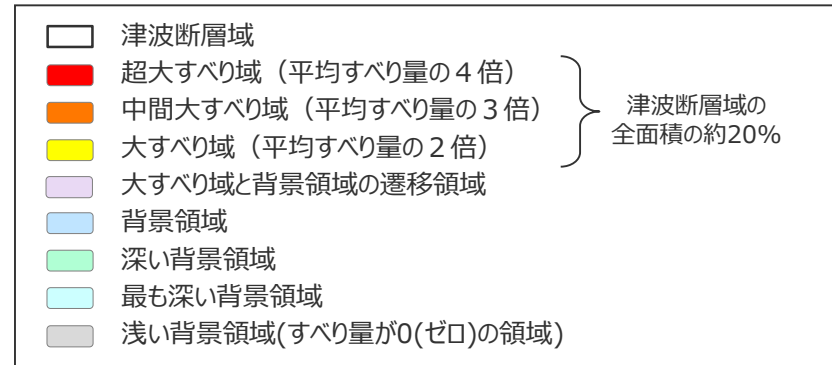 津波断層域
超大すべり域（平均すべり量の４倍）
中間大すべり域（平均すべり量の３倍）
大すべり域（平均すべり量の２倍）
津波断層域の
全面積の約20%
大すべり域と背景領域の遷移領域
背景領域
深い背景領域
最も深い背景領域
浅い背景領域(すべり量が0(ゼロ)の領域)